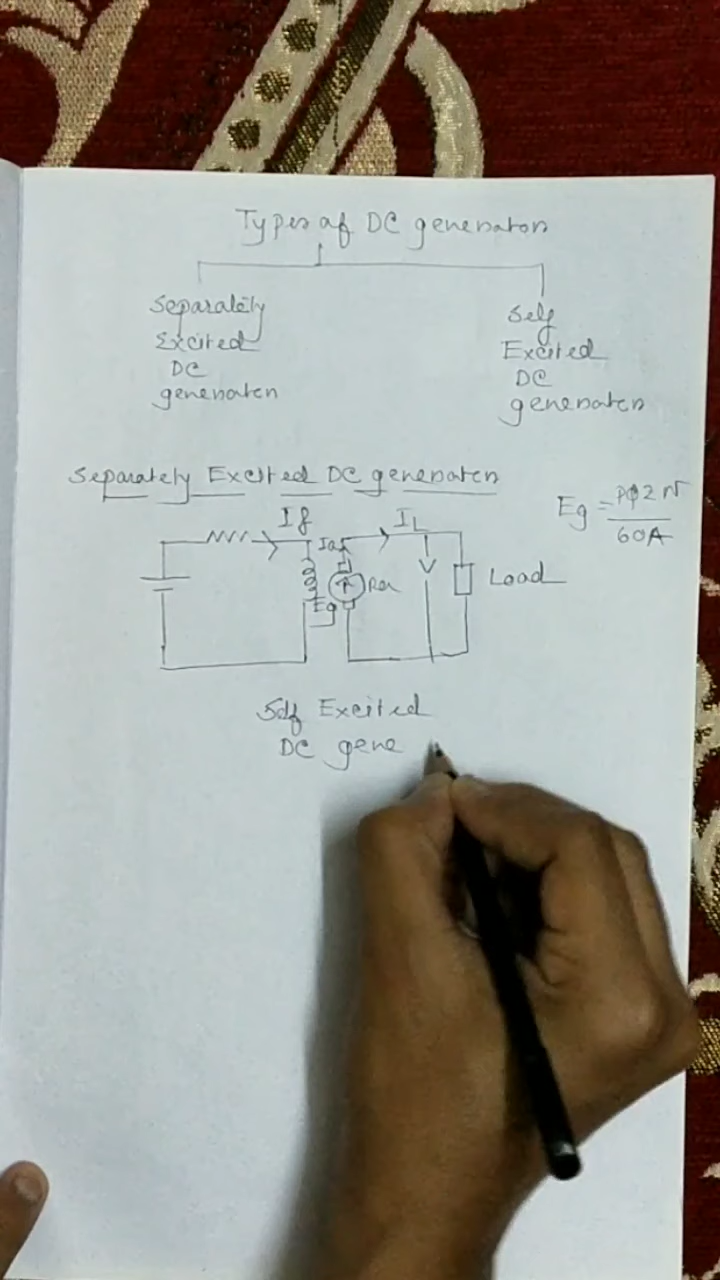 Types of DC generators
Separately
Excited
DC
generator
Self
Excited
DC
generator
Separately Excited DC generator
Eg = PΦZN
60A
If
IL
Ia
Ra
Eg
V
Load
Self Excited
DC gene